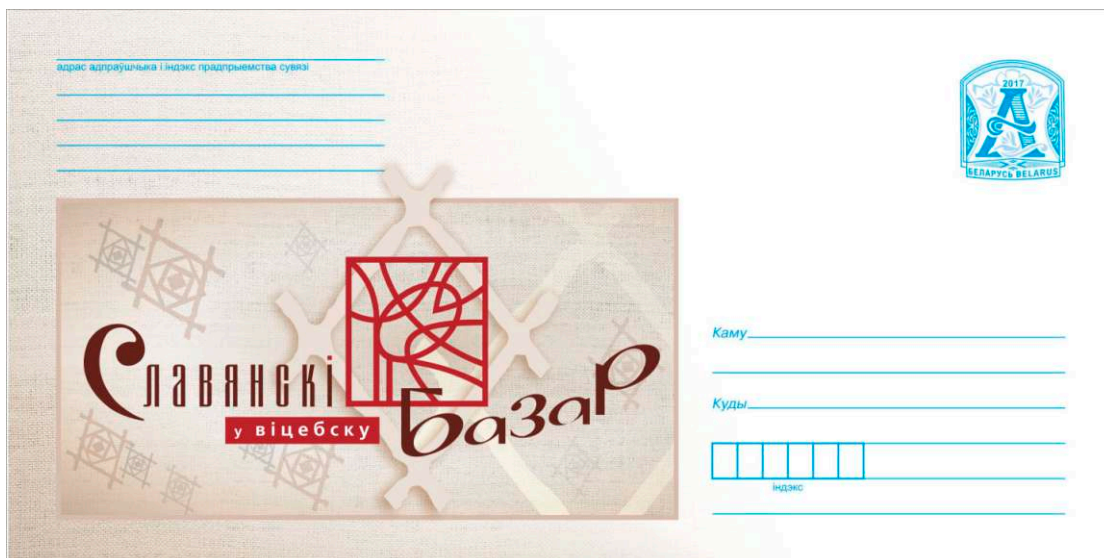 адрас адпраўшчыка і індэкс прадпрыемства сувязі
2017
А
БЕЛАРУСЬ BELARUS
Славянскі
у віцебску
Базар
Каму
Куды
індэкс